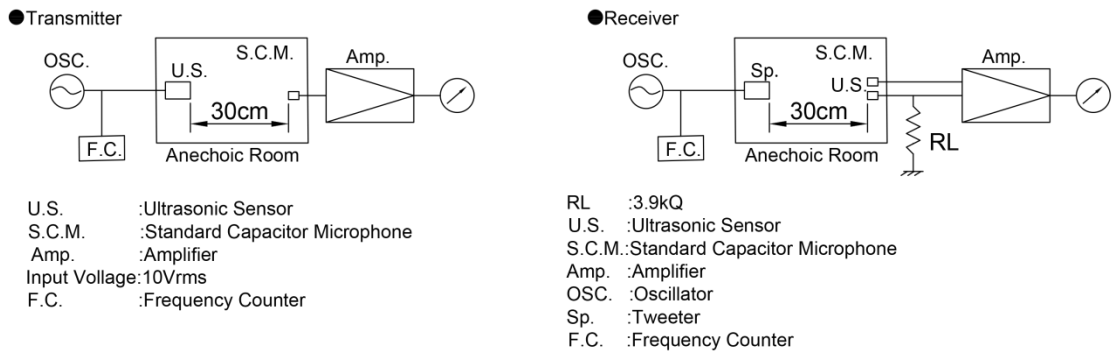 ●Transmitter
OSC.
U.S.
S.C.M.
Amp.
30cm
F.C.
Anechoic Room
U.S. :Ultrasonic Sensor
S.C.M. :Standard Capacitor Microphone
Amp. :Amplifier
Input Vollage:10Vrms
F.C. :Frequency Counter
●Receiver
OSC.
Sp.
S.C.M.
U.S.
Amp.
30cm
RL
F.C.
Anechoic Room
RL :3.9kQ
U.S. :Ultrasonic Sensor
S.C.M.:Standard Capacitor Microphone
Amp. :Amplifier
OSC. :Oscillator
Sp. :Tweeter
F.C. :Frequency Counter